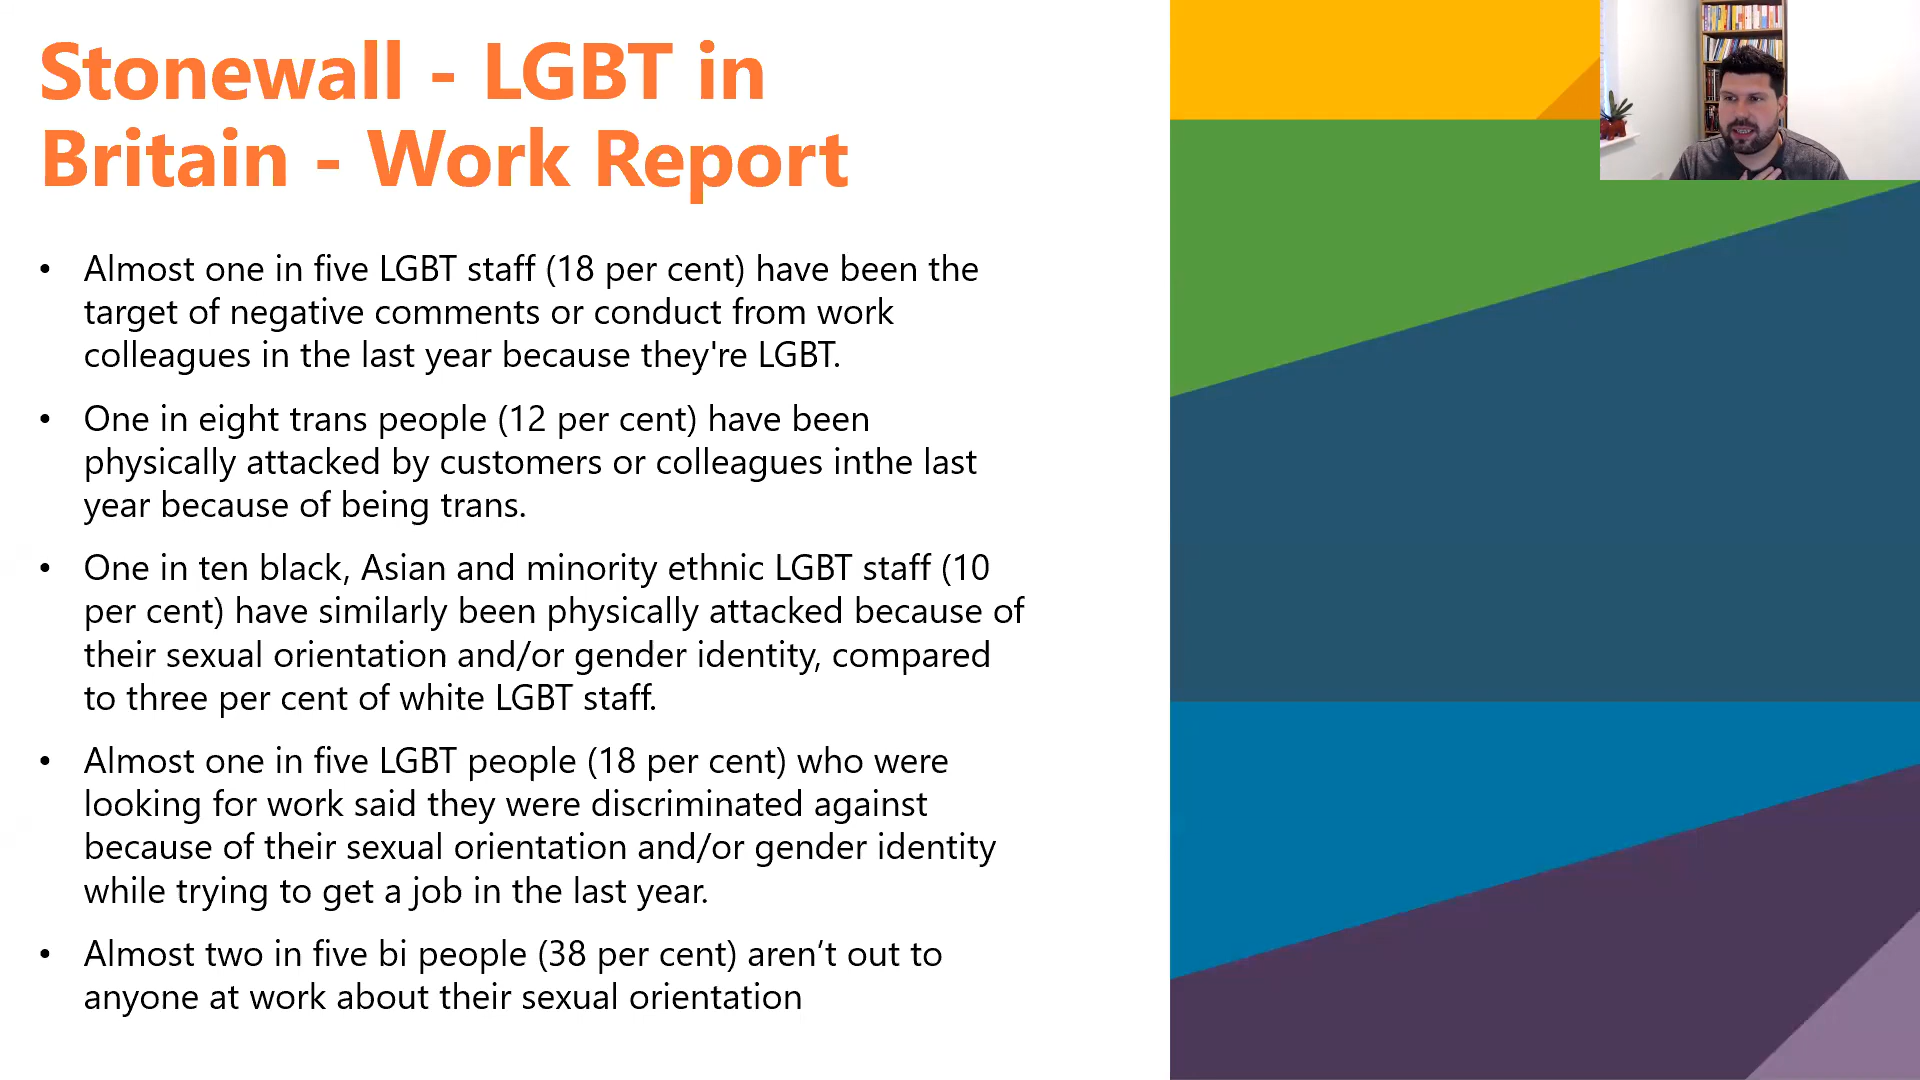 Stonewall - LGBT in
Britain - Work Report
• Almost one in five LGBT staff (18 per cent) have been the
target of negative comments or conduct from work
colleagues in the last year because they're LGBT.
• One in eight trans people (12 per cent) have been
physically attacked by customers or colleagues inthe last
year because of being trans.
• One in ten black, Asian and minority ethnic LGBT staff (10
per cent) have similarly been physically attacked because of
their sexual orientation and/or gender identity, compared
to three per cent of white LGBT staff.
• Almost one in five LGBT people (18 per cent) who were
looking for work said they were discriminated against
because of their sexual orientation and/or gender identity
while trying to get a job in the last year.
• Almost two in five bi people (38 per cent) aren’t out to
anyone at work about their sexual orientation